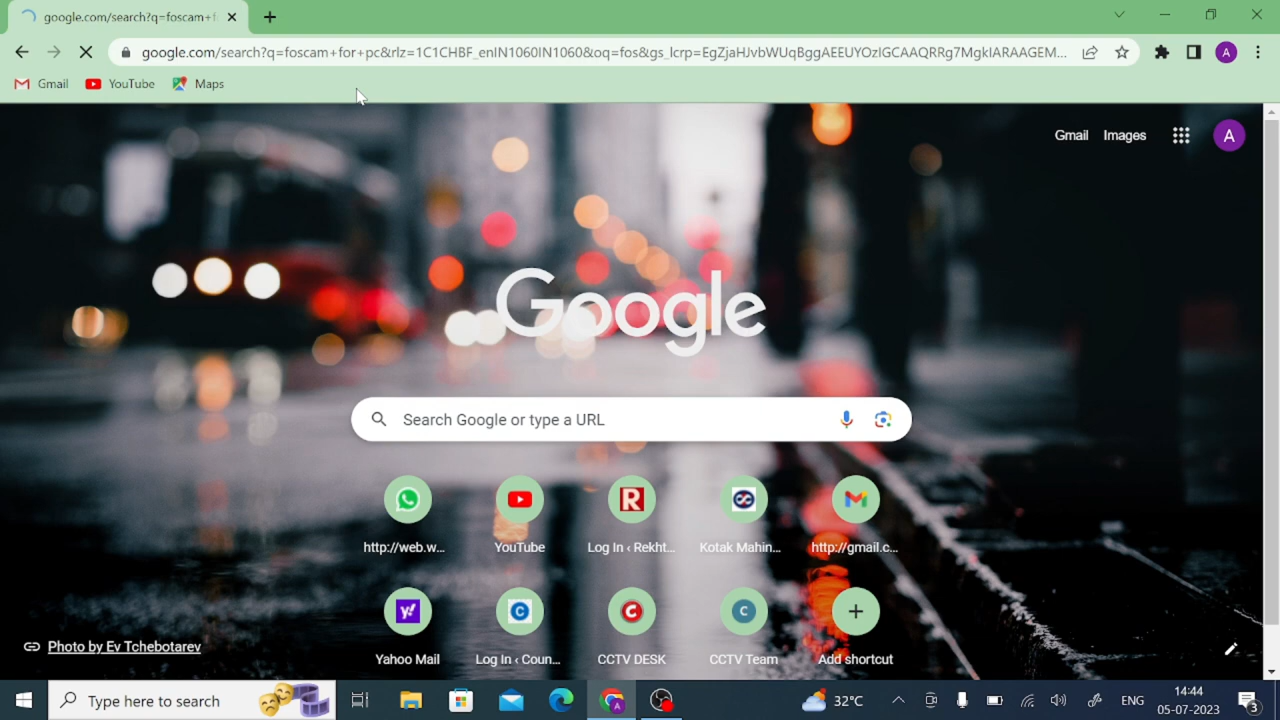 google.com/search?q=foscam+f
google.com/search?q=foscam+for+pc&rlz=1C1CHBF_enIN1060IN1060&oq=fos&gs_lcrp=EgZjaHJvbWUqBggAEEUYOzIGCAAQRRg7MgkIARAAGEM...
A
Gmail
YouTube
Maps
Gmail
Images
A
Google
Search Google or type a URL
R
http://web.w...
YouTube
Log In ‹ Rekht...
Kotak Mahin...
http://gmail.c...
y!
C
C
C
Yahoo Mail
Log In ‹ Coun...
CCTV DESK
CCTV Team
Add shortcut
Photo by Ev Tchebotarev
Type here to search
A
32°C
ENG
14:44
05-07-2023
3